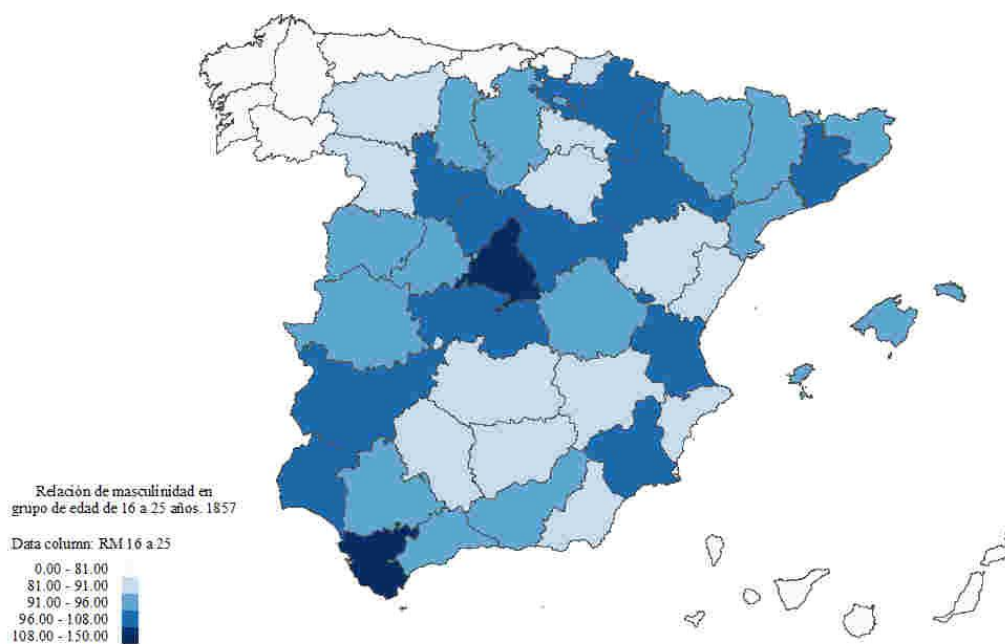 Relación de masculinidad en
grupo de edad de 16 a 25 años. 1857
Data column: RM 16 a 25
0.00 - 81.00
81.00 - 91.00
91.00 - 96.00
96.00 - 108.00
108.00 - 150.00